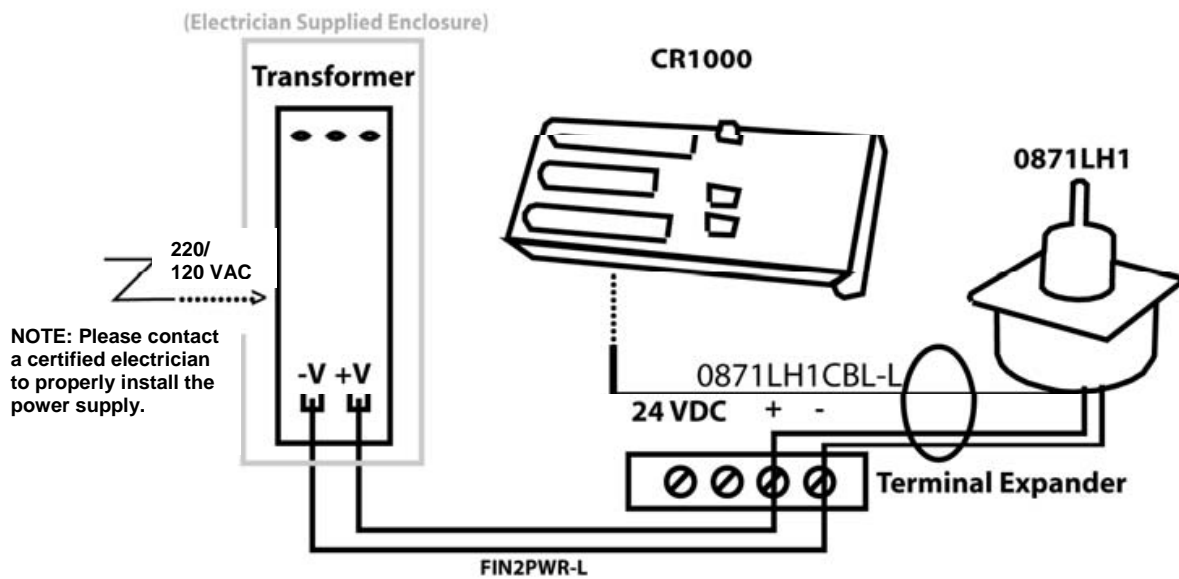 (Electrician Supplied Enclosure)
Transformer
CR1000
0871LH1
220/
120 VAC
NOTE: Please contact
a certified electrician
to properly install the
power supply.
-V +V
0871LH1CBL-L
24 VDC + -
Terminal Expander
FIN2PWR-L